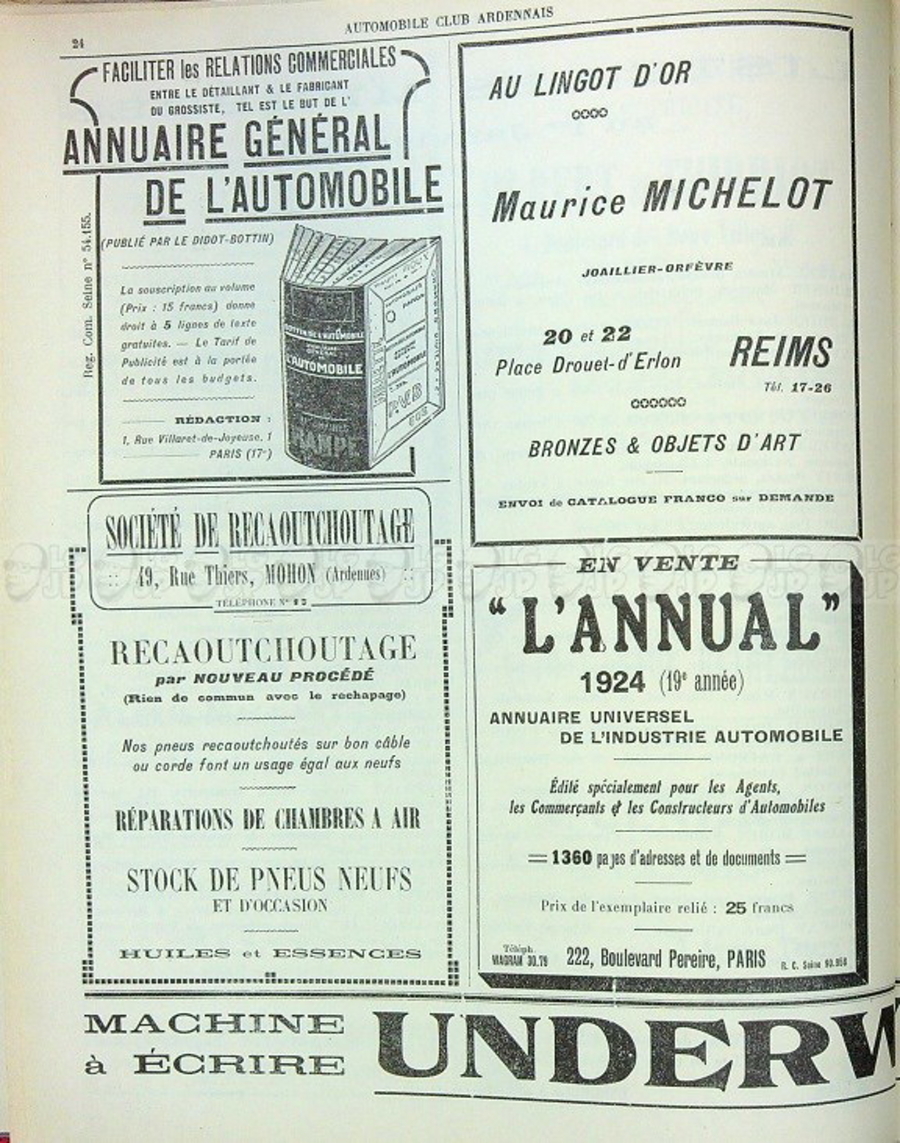 24
AUTOMOBILE CLUB ARDENNAIS
FACILITER les RELATIONS COMMERCIALES
ENTRE LE DÉTAILLANT & LE FABRICANT
OU GROSSISTE, TEL EST LE BUT DE L'
ANNUAIRE GÉNÉRAL
DE L'AUTOMOBILE
(PUBLIÉ PAR LE DIDOT-BOTTIN)
Reg. Com. Seine n° 54.155.
La souscription au volume
(Prix : 15 francs) donne
droit à 5 lignes de texte
gratuites. — Le Tarif de
Publicité est à la portée
de tous les budgets.
RÉDACTION :
1, Rue Villaret-de-Joyeuse, 1
PARIS (17e)
L'AUTOMOBILE
SOCIÉTÉ DE RECAOUTCHOUTAGE
49, Rue Thiers, MOHON (Ardennes)
TÉLÉPHONE N°
RECAOUTCHOUTAGE
par NOUVEAU PROCÉDÉ
(Rien de commun avec le rechapage)
Nos pneus recaoutchoutés sur bon câble
ou corde font un usage égal aux neufs
RÉPARATIONS DE CHAMBRES A AIR
STOCK DE PNEUS NEUFS
ET D'OCCASION
HUILES et ESSENCES
AU LINGOT D'OR
Maurice MICHELOT
JOAILLIER-ORFÈVRE
20 et 22
Place Drouet-d'Erlon
REIMS
Tél. 17-26
BRONZES & OBJETS D'ART
ENVOI de CATALOGUE FRANCO sur DEMANDE
EN VENTE
"L'ANNUAL"
1924 (19e année)
ANNUAIRE UNIVERSEL
DE L'INDUSTRIE AUTOMOBILE
Édité spécialement pour les Agents,
les Commerçants & les Constructeurs d'Automobiles
1360 pages d'adresses et de documents
Prix de l'exemplaire relié : 25 francs
Téléph.
WAGRAM 30.79
222, Boulevard Pereire, PARIS
R. C. Seine
MACHINE
à ÉCRIRE
UNDERW